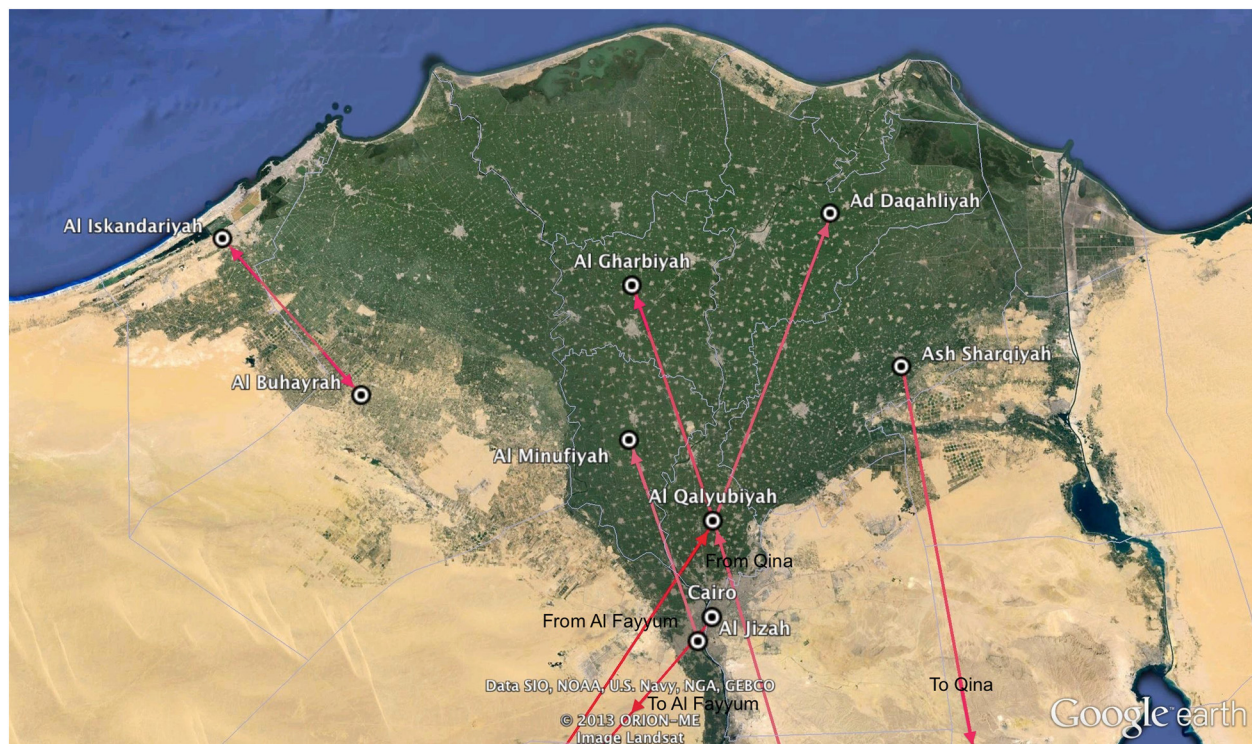 Al Iskandariyah
Ad Daqahliyah
Al Gharbiyah
Ash Sharqiyah
Al Buhayrah
Al Minufiyah
Al Qalyubiyah
From Qina
Cairo
From Al Fayyum
Al Jizah
Data SIO, NOAA, U.S. Navy, NGA, GEBCO
To Qina
To Al Fayyum
© 2013 ORION-ME
Image Landsat
Google earth